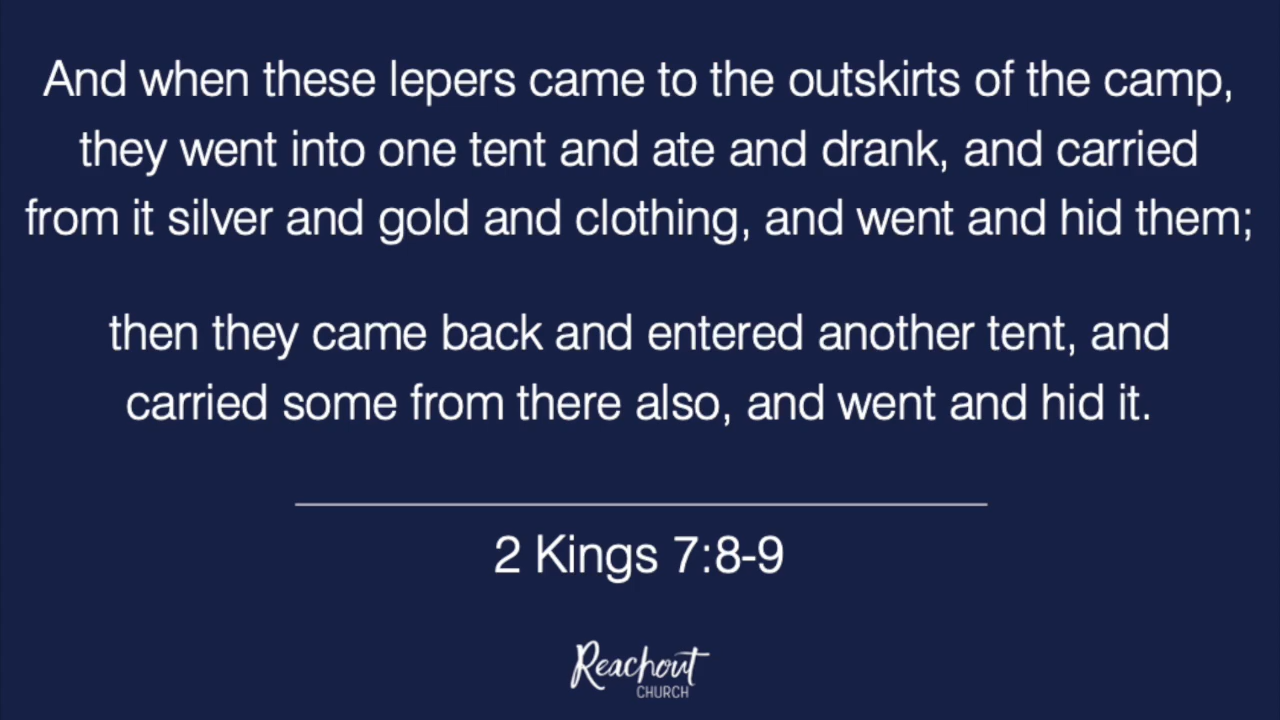 And when these lepers came to the outskirts of the camp,
they went into one tent and ate and drank, and carried
from it silver and gold and clothing, and went and hid them;
then they came back and entered another tent, and
carried some from there also, and went and hid it.
2 Kings 7:8-9
Reachout
CHURCH